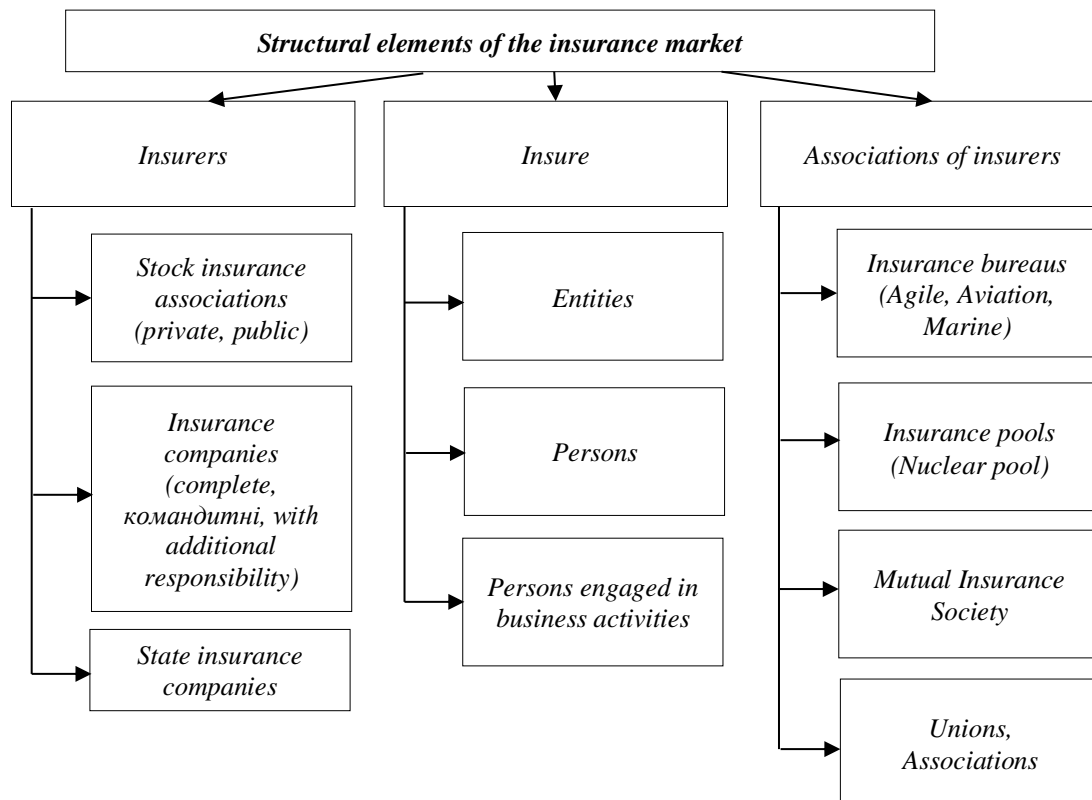 Structural elements of the insurance market
Insurers
Stock insurance
associations
(private, public)
Insurance
companies
(complete,
командитні, with
additional
responsibility)
State insurance
companies
Insure
Entities
Persons
Persons engaged in
business activities
Associations of insurers
Insurance bureaus
(Agile, Aviation,
Marine)
Insurance pools
(Nuclear pool)
Mutual Insurance
Society
Unions,
Associations